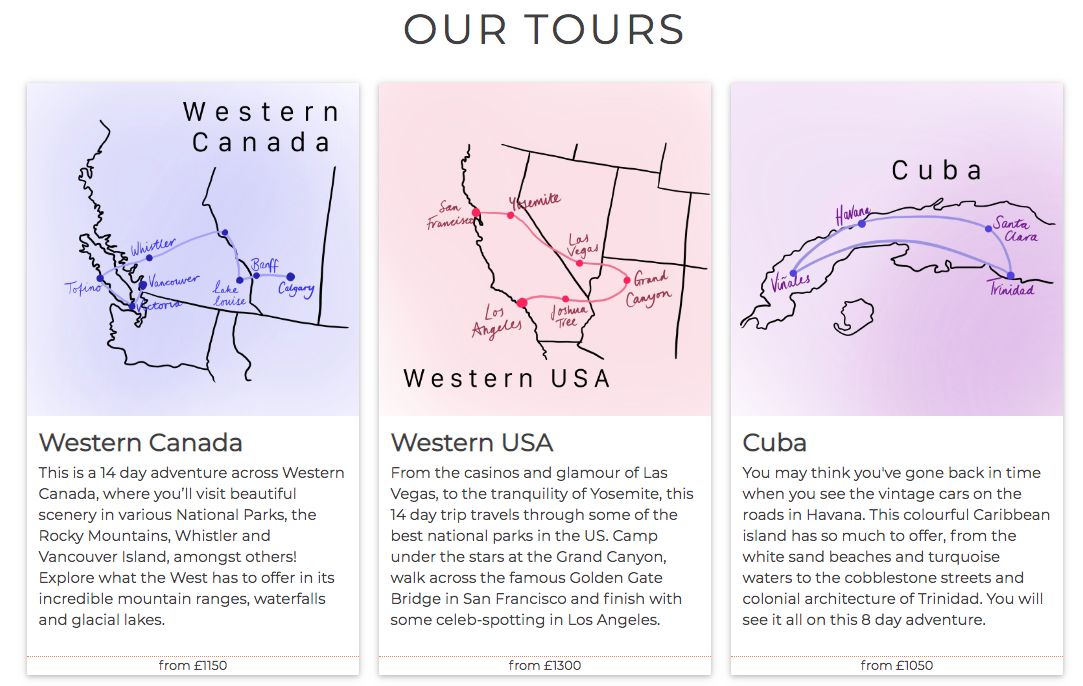 OUR TOURS
Western
Canada
Whistler
Tofino
Vancouver
Victoria
lake
louise
Banff
Calgary
Western Canada
This is a 14 day adventure across Western
Canada, where you’ll visit beautiful
scenery in various National Parks, the
Rocky Mountains, Whistler and
Vancouver Island, amongst others!
Explore what the West has to offer in its
incredible mountain ranges, waterfalls
and glacial lakes.
from £1150
San
Francisco
Yosemite
Las
Vegas
Grand
Canyon
Joshua
Tree
Los
Angeles
Western USA
Western USA
From the casinos and glamour of Las
Vegas, to the tranquility of Yosemite, this
14 day trip travels through some of the
best national parks in the US. Camp
under the stars at the Grand Canyon,
walk across the famous Golden Gate
Bridge in San Francisco and finish with
some celeb-spotting in Los Angeles.
from £1300
Cuba
Havana
Santa
Clara
Viñales
Trinidad
Cuba
You may think you've gone back in time
when you see the vintage cars on the
roads in Havana. This colourful Caribbean
island has so much to offer, from the
white sand beaches and turquoise
waters to the cobblestone streets and
colonial architecture of Trinidad. You will
see it all on this 8 day adventure.
from £1050